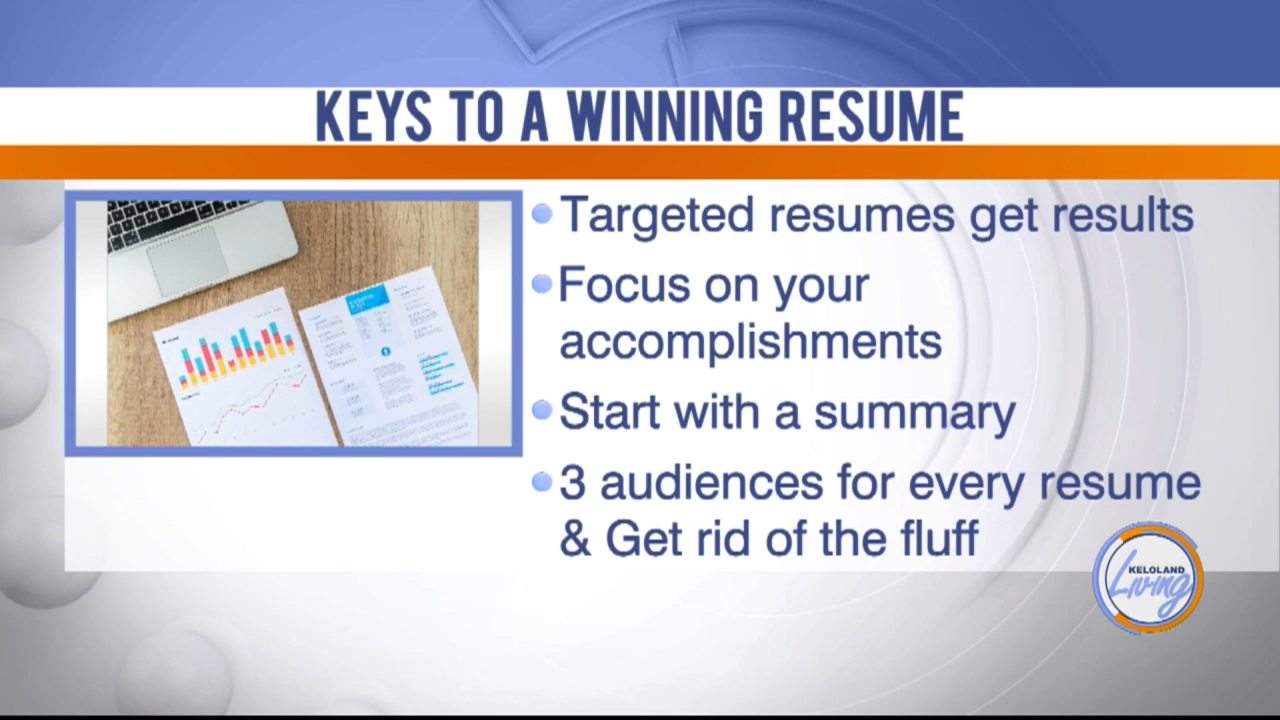 KEYS TO A WINNING RESUME
Targeted resumes get results
Focus on your
accomplishments
Start with a summary
3 audiences for every resume
& Get rid of the fluff
KELOLAND
Living